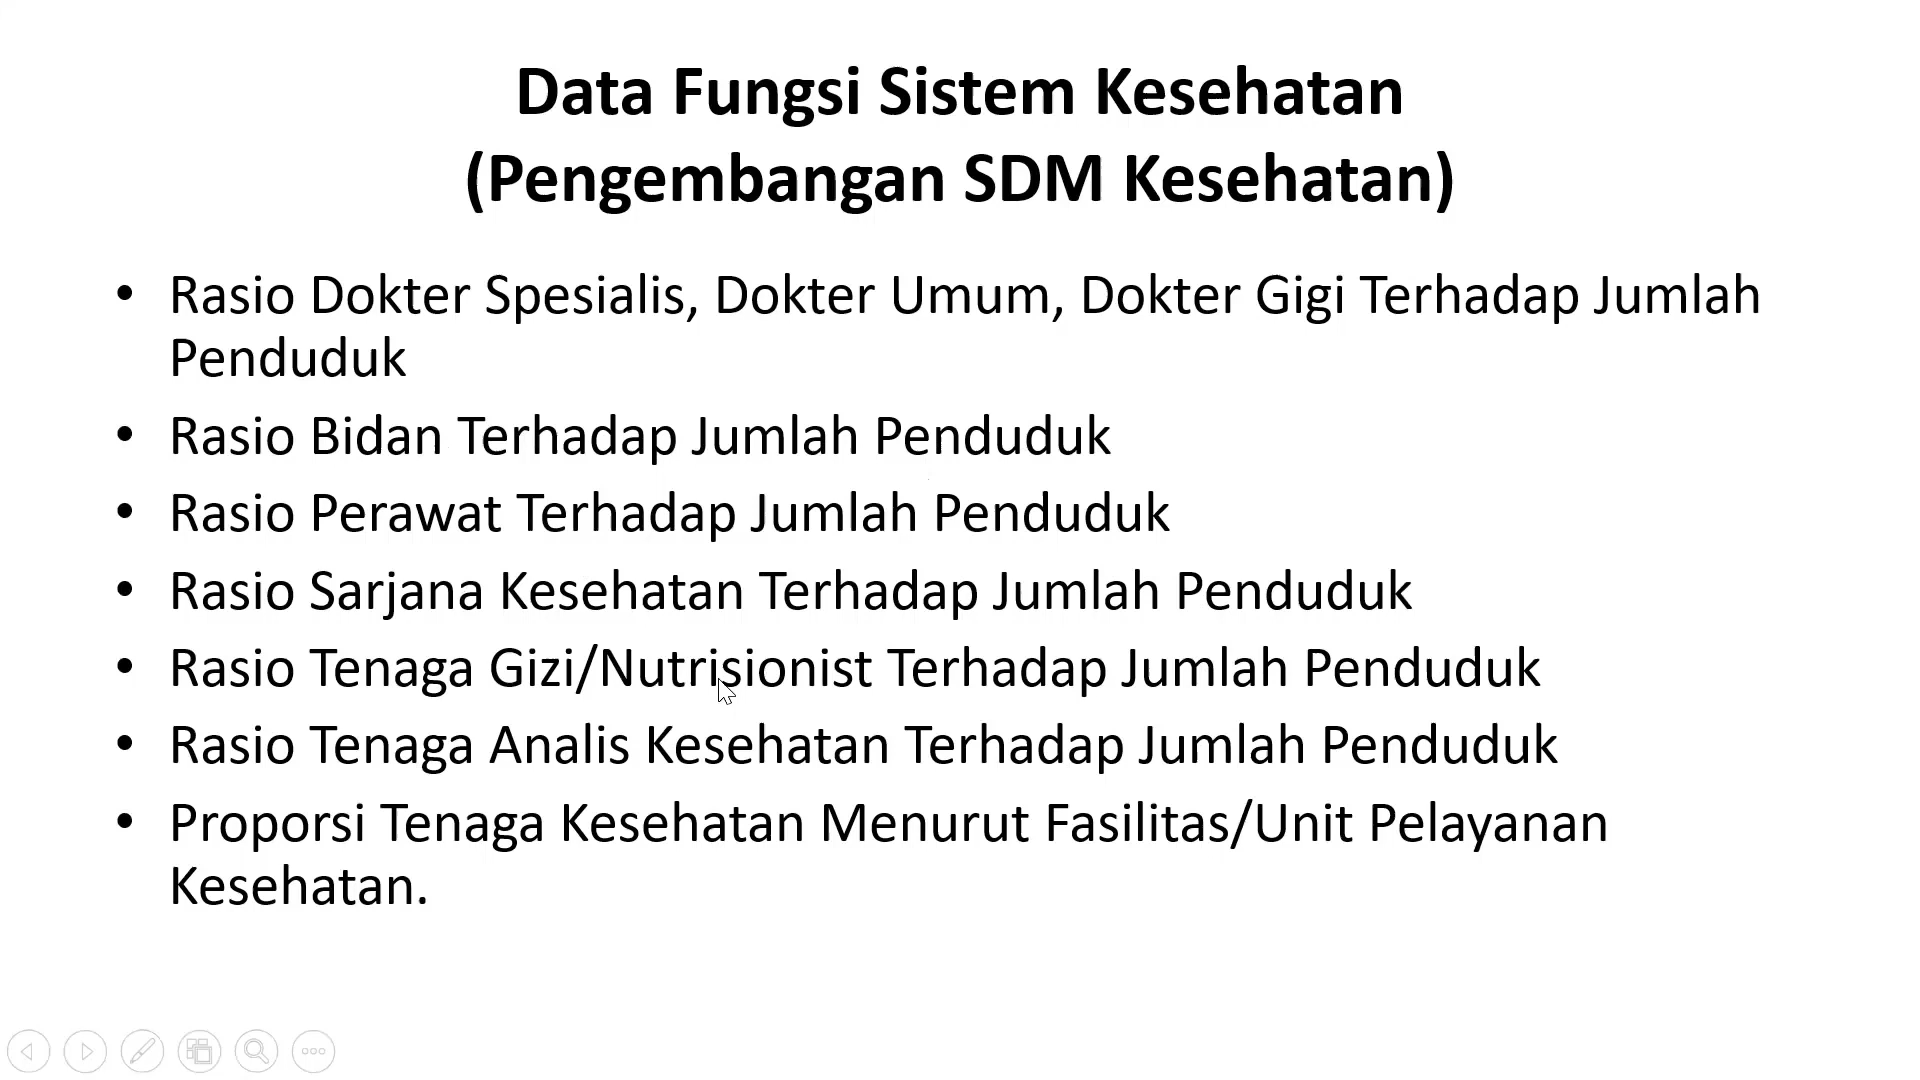 Data Fungsi Sistem Kesehatan
(Pengembangan SDM Kesehatan)
• Rasio Dokter Spesialis, Dokter Umum, Dokter Gigi Terhadap Jumlah
Penduduk
• Rasio Bidan Terhadap Jumlah Penduduk
• Rasio Perawat Terhadap Jumlah Penduduk
• Rasio Sarjana Kesehatan Terhadap Jumlah Penduduk
• Rasio Tenaga Gizi/Nutrisionist Terhadap Jumlah Penduduk
• Rasio Tenaga Analis Kesehatan Terhadap Jumlah Penduduk
• Proporsi Tenaga Kesehatan Menurut Fasilitas/Unit Pelayanan
Kesehatan.